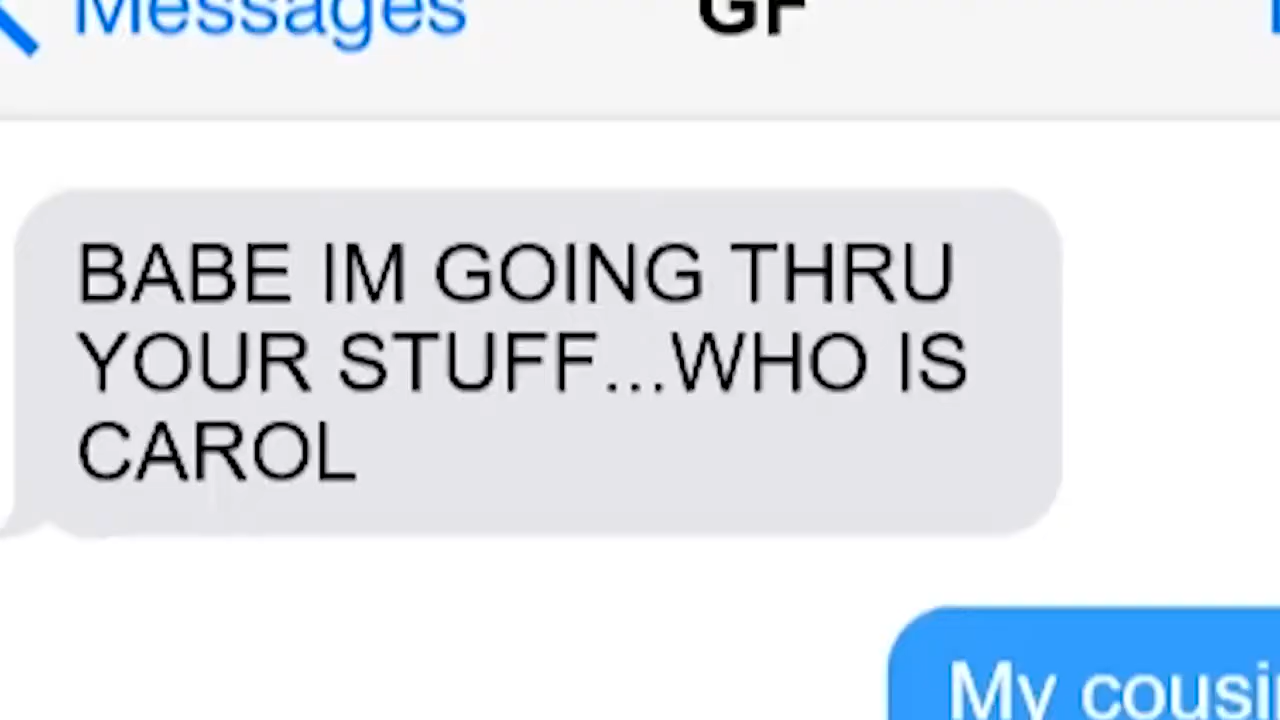 Messages GF
BABE IM GOING THRU
YOUR STUFF...WHO IS
CAROL
My cousin